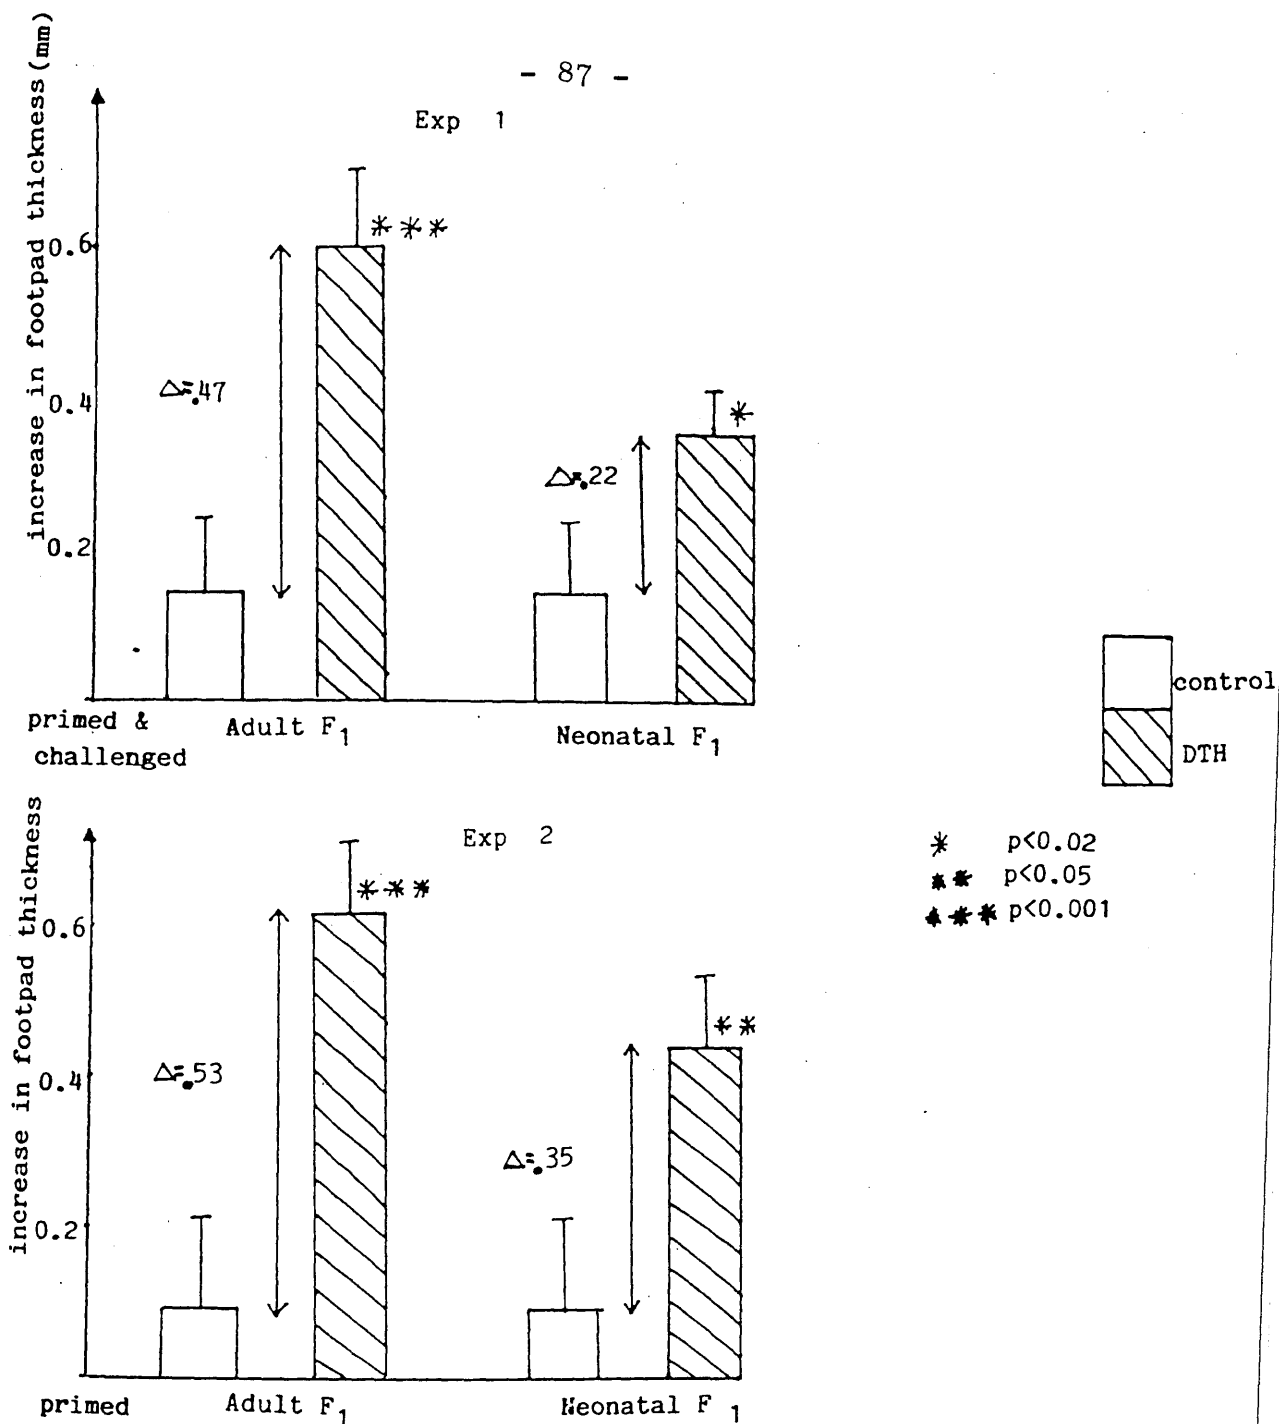 - 87 -
Exp 1
increase in footpad thickness(mm)
0.6
0.4
0.2
***
Δ=.47
*
Δ=.22
primed &
challenged
Adult F1
Neonatal F1
control
DTH
* p<0.02
** p<0.05
*** p<0.001
Exp 2
increase in footpad thickness
0.6
0.4
0.2
***
Δ=.53
**
Δ=.35
primed
Adult F1
Neonatal F1